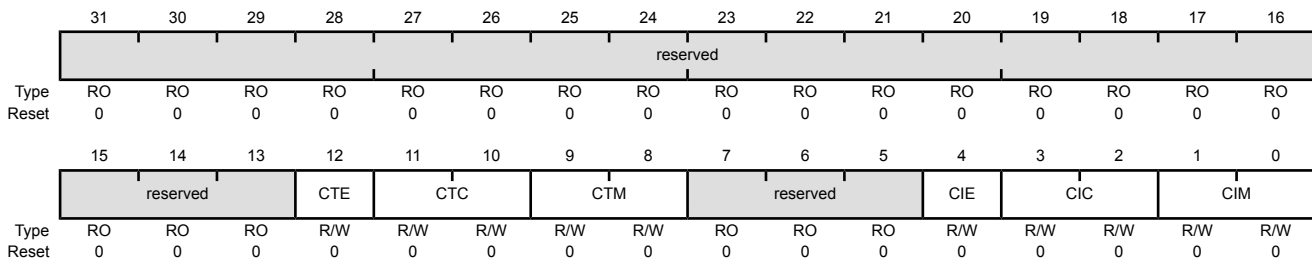 31 30 29 28 27 26 25 24 23 22 21 20 19 18 17 16
reserved
Type RO RO RO RO RO RO RO RO RO RO RO RO RO RO RO RO
Reset 0 0 0 0 0 0 0 0 0 0 0 0 0 0 0 0
15 14 13 12 11 10 9 8 7 6 5 4 3 2 1 0
reserved CTE CTC CTM reserved CIE CIC CIM
Type RO RO RO R/W R/W R/W R/W R/W RO RO RO R/W R/W R/W R/W R/W
Reset 0 0 0 0 0 0 0 0 0 0 0 0 0 0 0 0